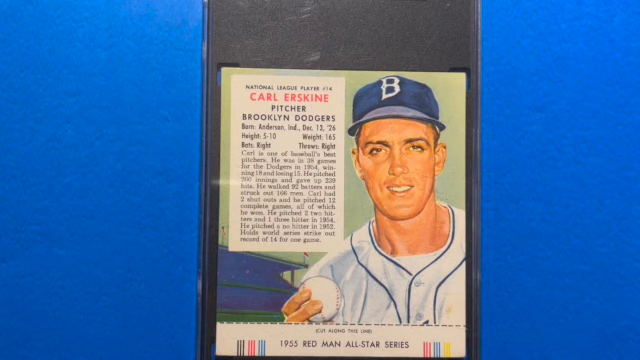 NATIONAL LEAGUE PLAYER #14
CARL ERSKINE
PITCHER
BROOKLYN DODGERS
Born: Anderson, Ind., Dec. 13, '26
Height: 5-10 Weight: 165
Bats: Right Throws: Right
Carl is one of baseball's best
pitchers. He was in 38 games
for the Dodgers in 1954, win-
ning 18 and losing 15. He pitched
260 innings and gave up 239
hits. He walked 92 batters and
struck out 166 men. Carl had
2 shut outs and he pitched 12
complete games, all of which
he won. He pitched 2 two hit-
ters and 1 three hitter in 1954.
He pitched a no hitter in 1952.
Holds world series strike out
record of 14 for one game.
B
(CUT ALONG THIS LINE)
1955 RED MAN ALL-STAR SERIES